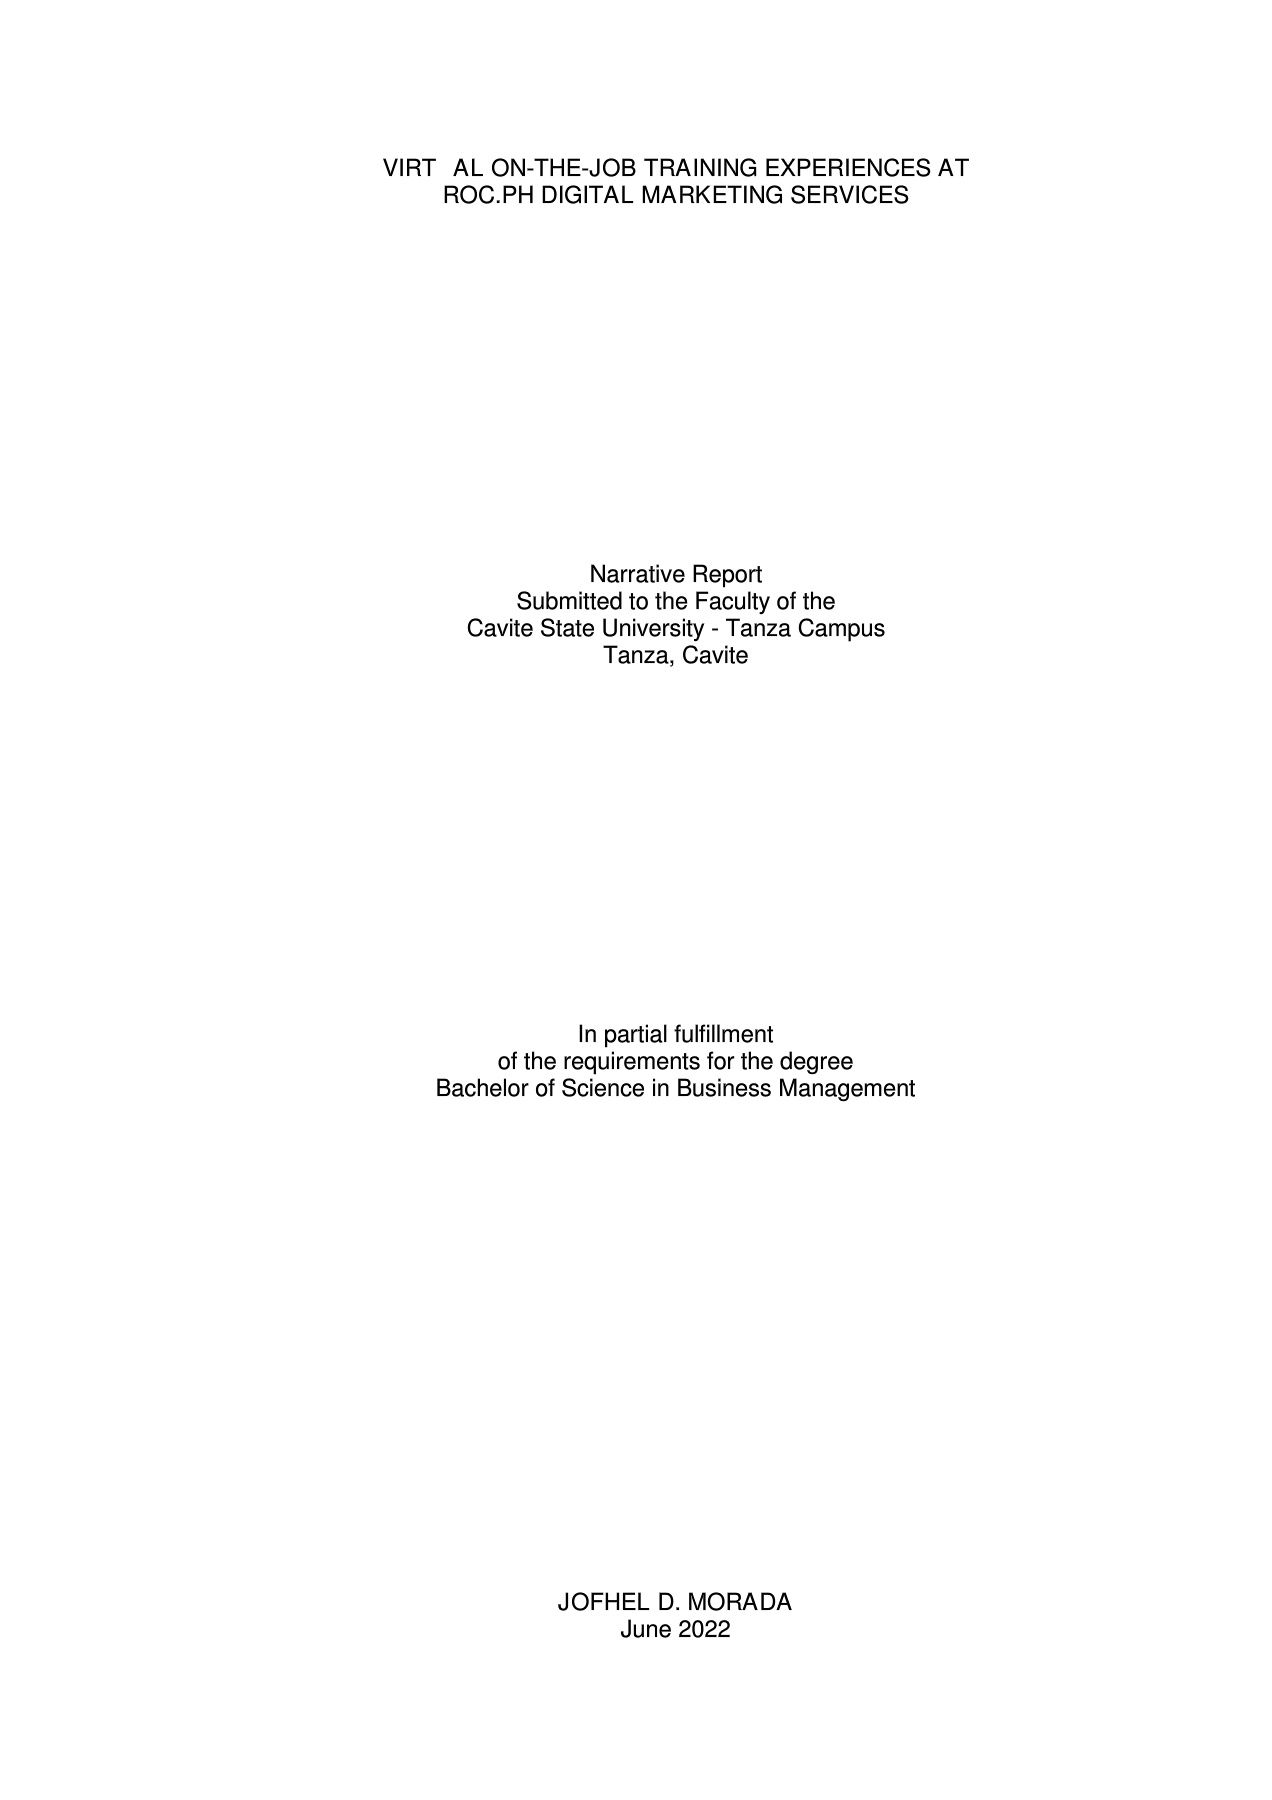 VIRT AL ON-THE-JOB TRAINING EXPERIENCES AT
ROC.PH DIGITAL MARKETING SERVICES
Narrative Report
Submitted to the Faculty of the
Cavite State University - Tanza Campus
Tanza, Cavite
In partial fulfillment
of the requirements for the degree
Bachelor of Science in Business Management
JOFHEL D. MORADA
June 2022